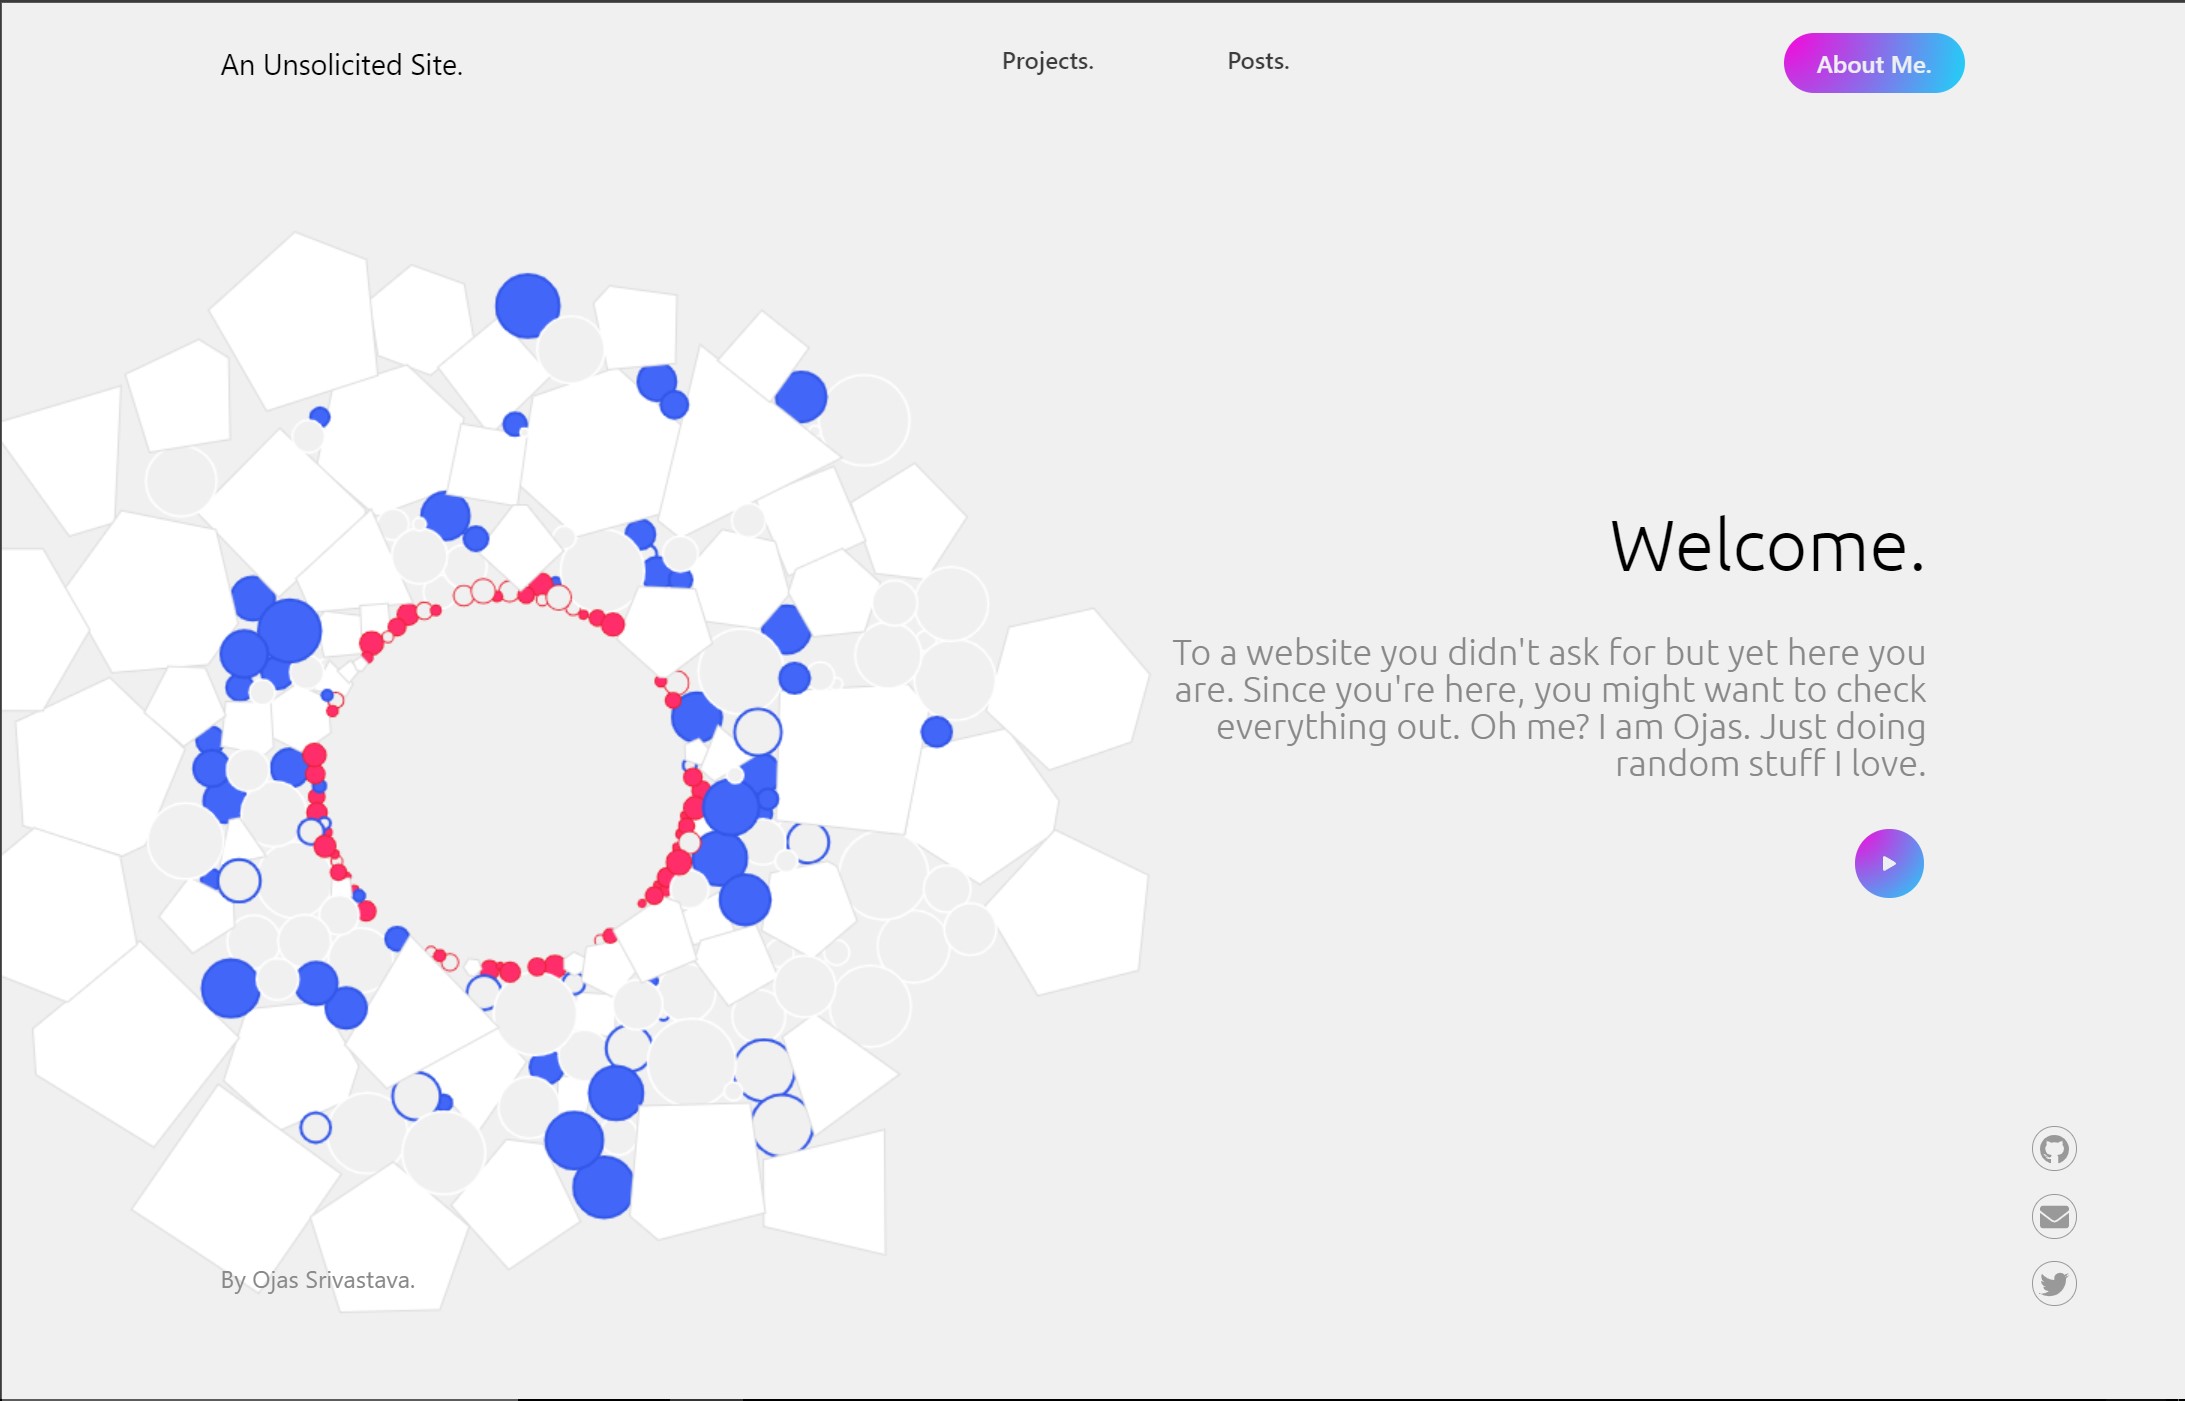 An Unsolicited Site.
Projects.
Posts.
About Me.
Welcome.
To a website you didn't ask for but yet here you
are. Since you're here, you might want to check
everything out. Oh me? I am Ojas. Just doing
random stuff I love.
By Ojas Srivastava.